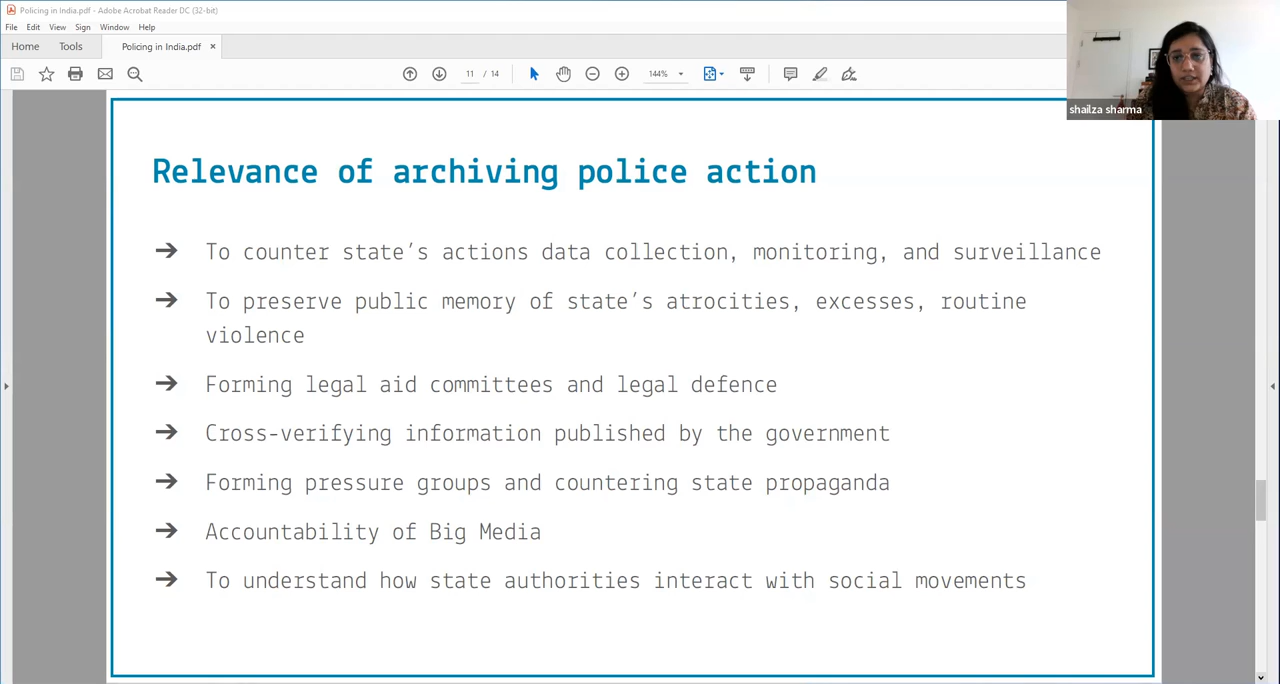 Policing in India.pdf - Adobe Acrobat Reader DC (32-bit)
File Edit View Sign Window Help
Home Tools Policing in India.pdf ×
11 / 14 144%
shailza sharma
Relevance of archiving police action
➔ To counter state's actions data collection, monitoring, and surveillance
➔ To preserve public memory of state's atrocities, excesses, routine
violence
➔ Forming legal aid committees and legal defence
➔ Cross-verifying information published by the government
➔ Forming pressure groups and countering state propaganda
➔ Accountability of Big Media
➔ To understand how state authorities interact with social movements